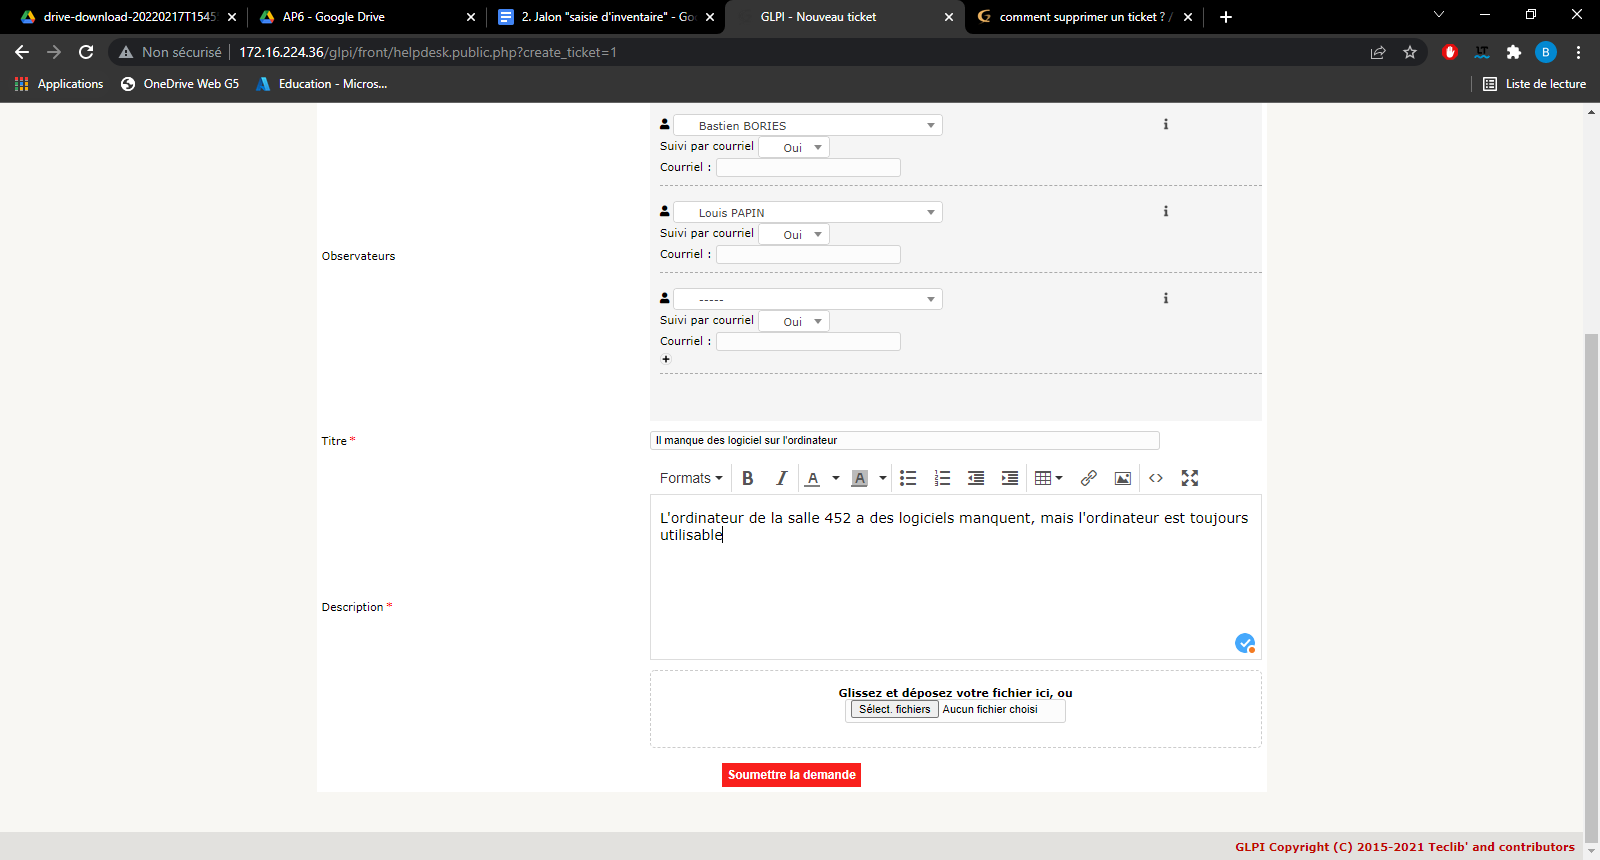 drive-download-20220217T1545
AP6 - Google Drive
2. Jalon "saisie d'inventaire" - Go
GLPI - Nouveau ticket
comment supprimer un ticket ? /
Non sécurisé
172.16.224.36/glpi/front/helpdesk.public.php?create_ticket=1
B
Applications
OneDrive Web G5
Education - Micros...
Liste de lecture
Bastien BORIES
Suivi par courriel Oui
Courriel :
Louis PAPIN
Suivi par courriel Oui
Courriel :
Observateurs
-----
Suivi par courriel Oui
Courriel :
Titre *
Il manque des logiciel sur l'ordinateur
Formats B I A A
L'ordinateur de la salle 452 a des logiciels manquent, mais l'ordinateur est toujours
utilisable
Description *
Glissez et déposez votre fichier ici, ou
Sélect. fichiers Aucun fichier choisi
Soumettre la demande
GLPI Copyright (C) 2015-2021 Teclib' and contributors